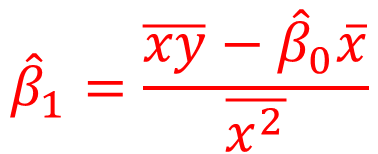 β̂₁ = (x̅y̅ − β̂₀x̅) / x̅²̅